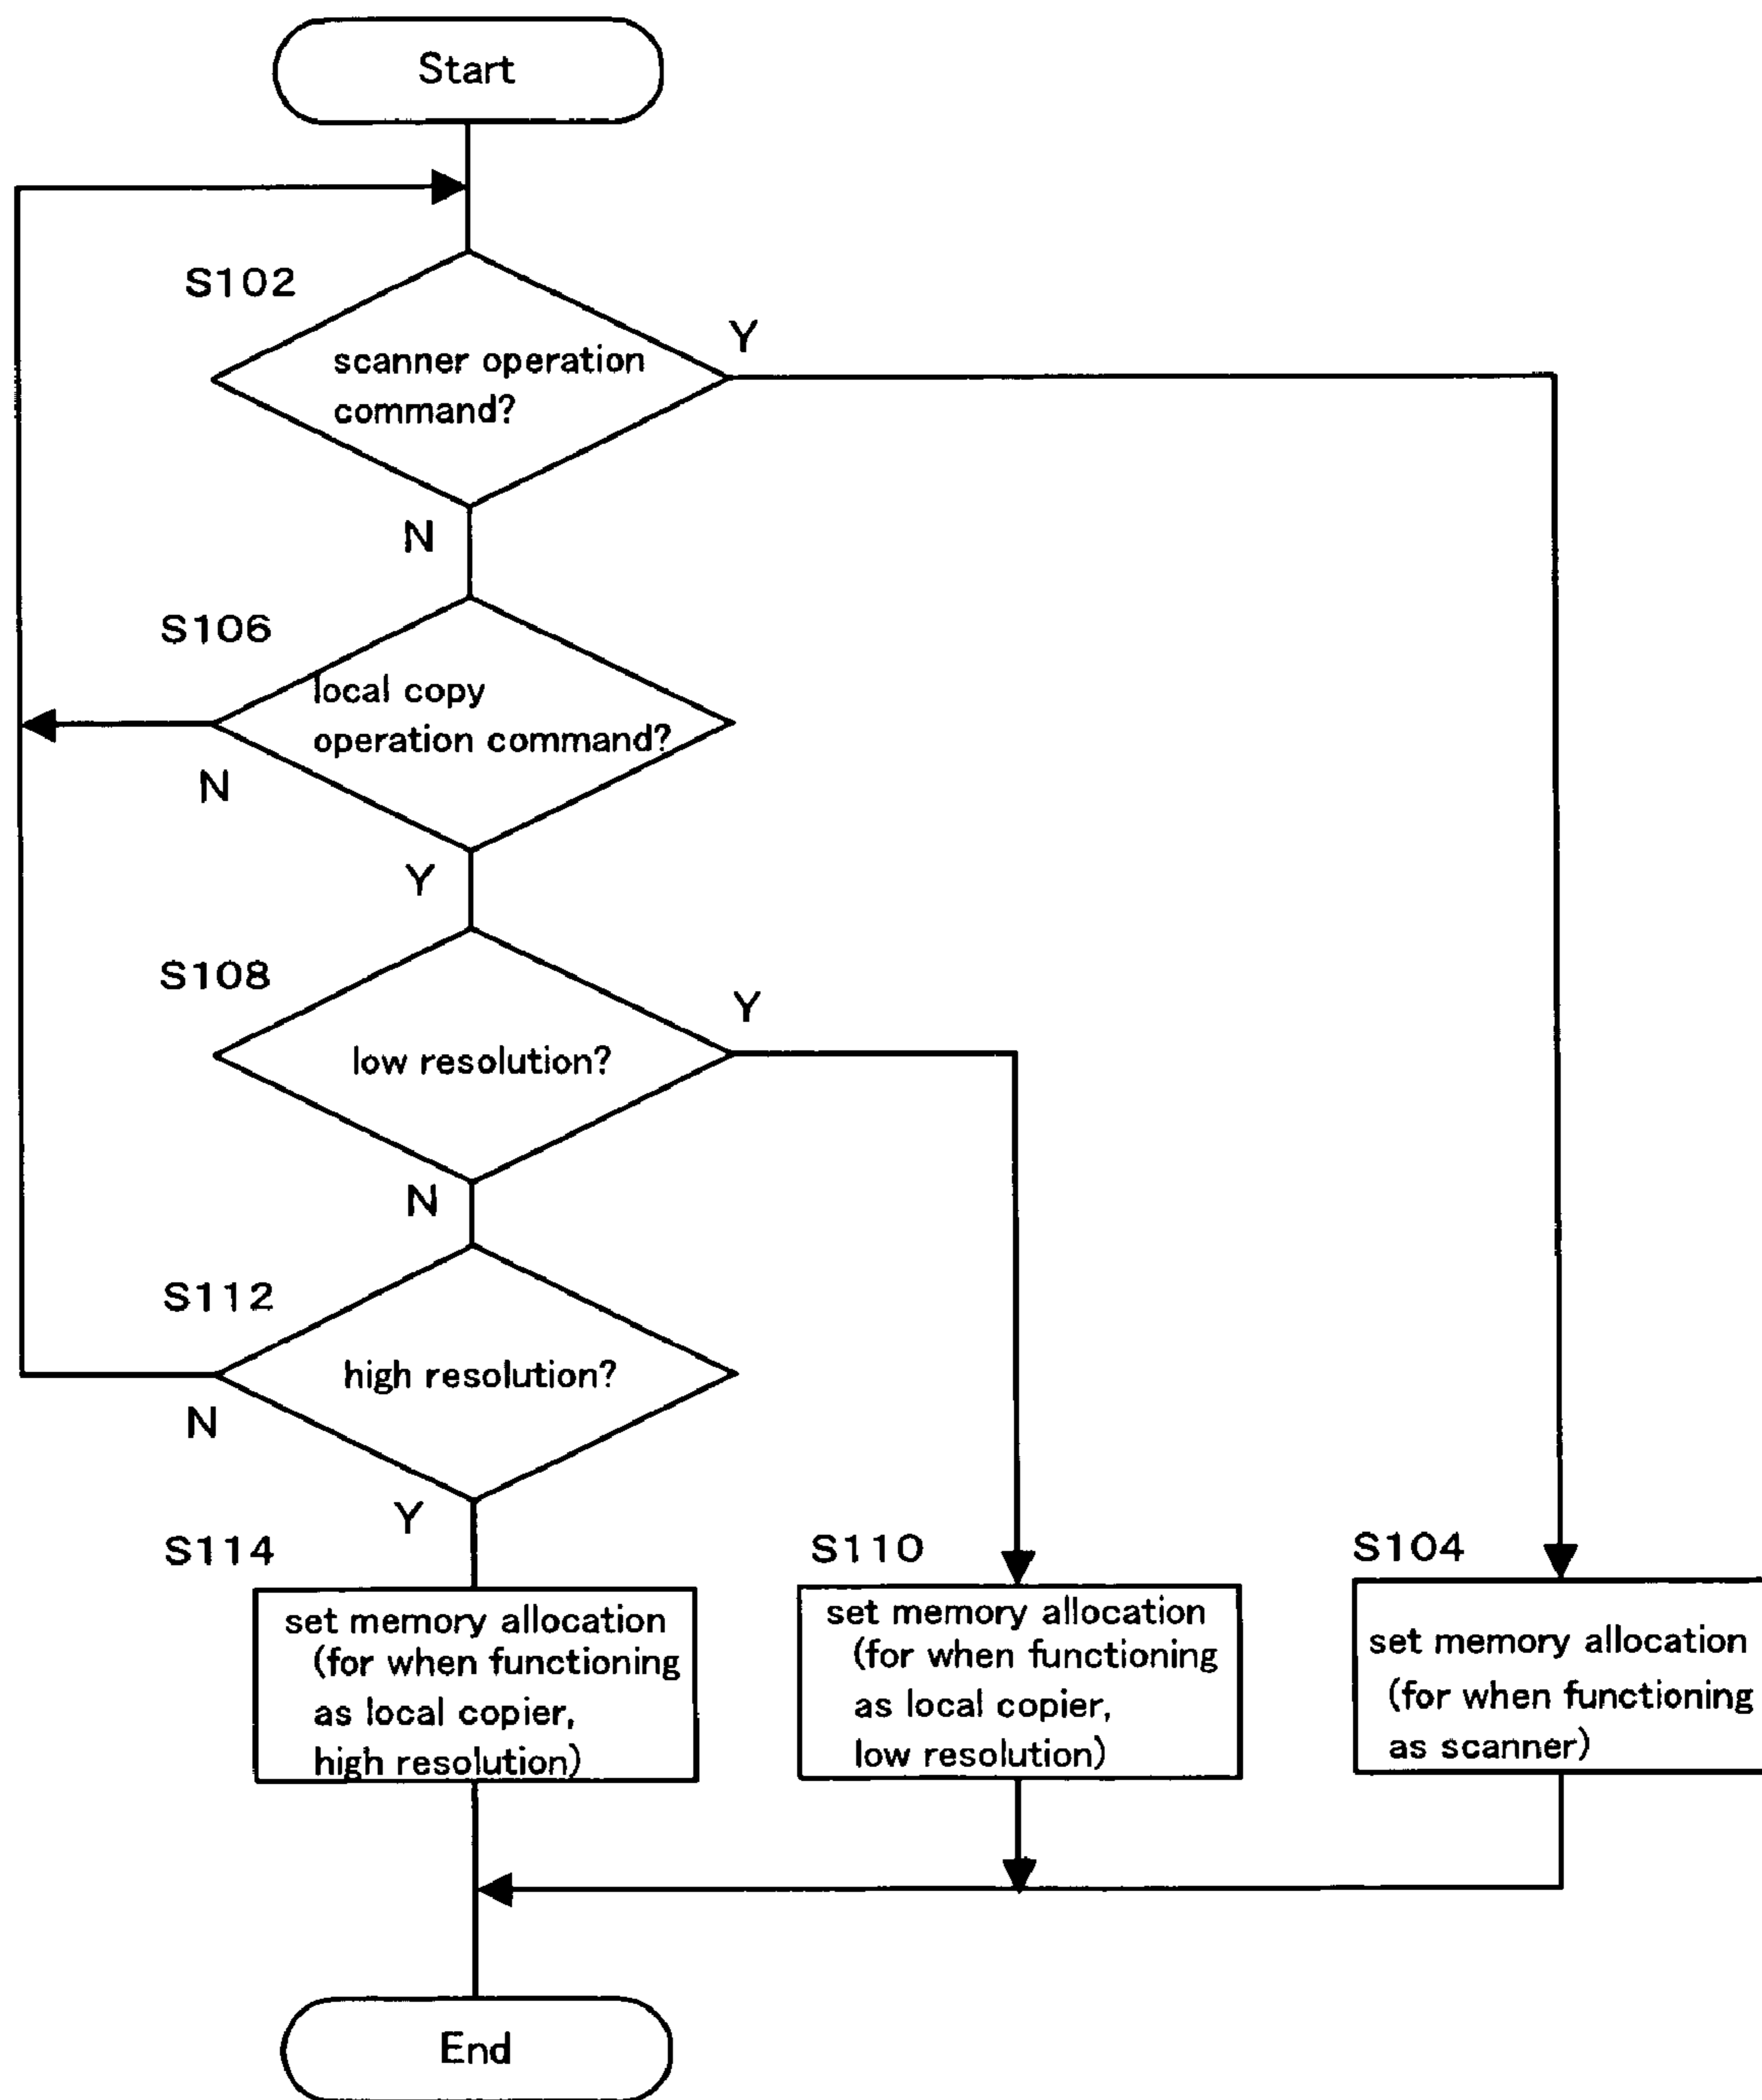 Start
S102
scanner operation
command?
Y
N
S106
local copy
operation command?
N
Y
S108
low resolution?
Y
N
S112
high resolution?
N
Y
S114
set memory allocation
(for when functioning
as local copier,
high resolution)
S110
set memory allocation
(for when functioning
as local copier,
low resolution)
S104
set memory allocation
(for when functioning
as scanner)
End